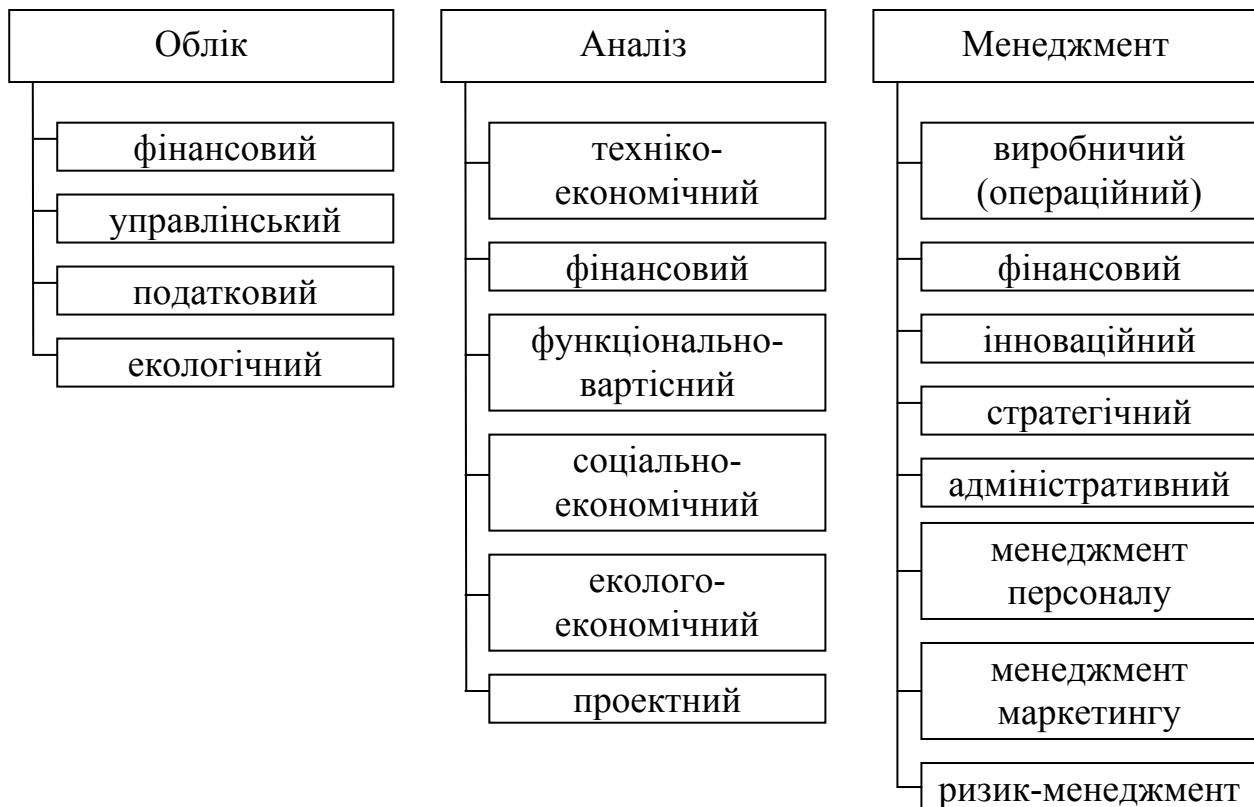 Облік
фінансовий
управлінський
податковий
екологічний
Аналіз
техніко-
економічний
фінансовий
функціонально-
вартісний
соціально-
економічний
еколого-
економічний
проектний
Менеджмент
виробничий
(операційний)
фінансовий
інноваційний
стратегічний
адміністративний
менеджмент
персоналу
менеджмент
маркетингу
ризик-менеджмент